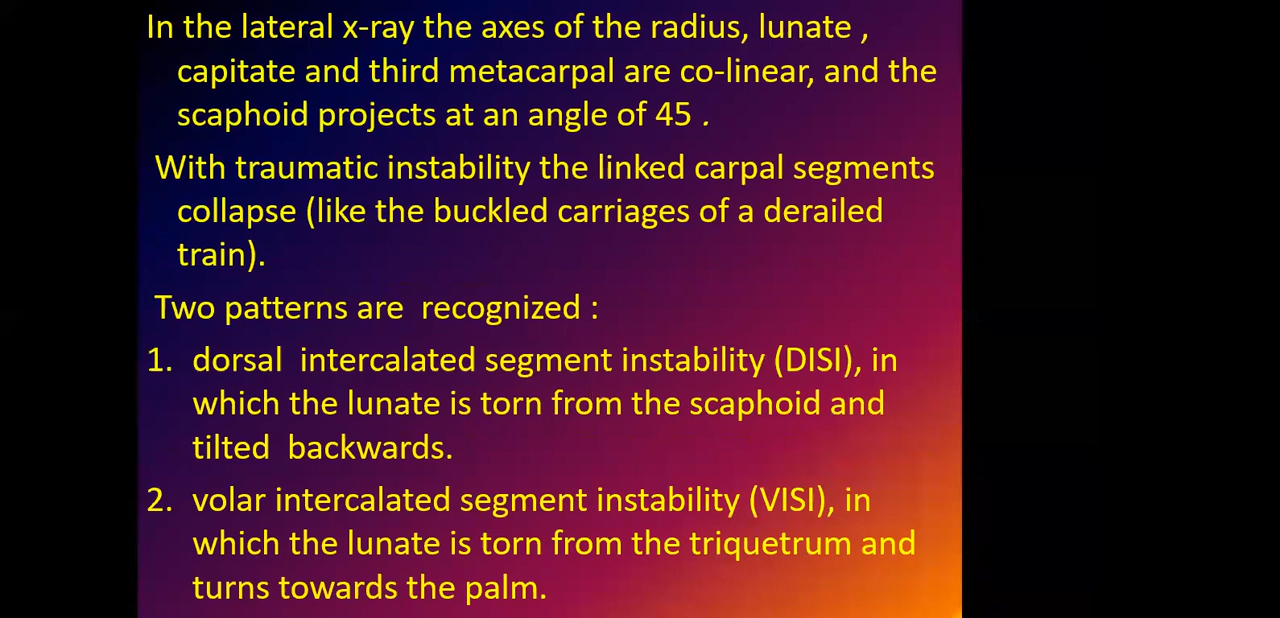 In the lateral x-ray the axes of the radius, lunate ,
capitate and third metacarpal are co-linear, and the
scaphoid projects at an angle of 45 .
With traumatic instability the linked carpal segments
collapse (like the buckled carriages of a derailed
train).
Two patterns are  recognized :
1. dorsal  intercalated segment instability (DISI), in
which the lunate is torn from the scaphoid and
tilted  backwards.
2. volar intercalated segment instability (VISI), in
which the lunate is torn from the triquetrum and
turns towards the palm.